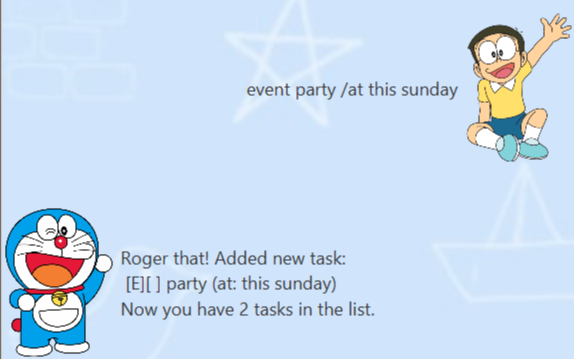 event party /at this sunday
Roger that! Added new task:
[E][ ] party (at: this sunday)
Now you have 2 tasks in the list.